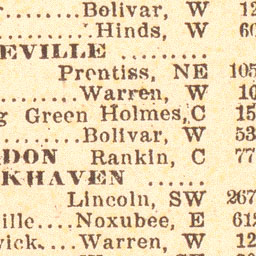 r........Bolivar, W 12
.........Hinds, W 60
EVILLE ........
Prentiss, NE 105
......Warren, W 10
g Green Holmes, C 15
........Bolivar, W 53
DON Rankin, C 77
KHAVEN ......
Lincoln, SW 267
ille....Noxubee, E 612
wick....Warren, W 12